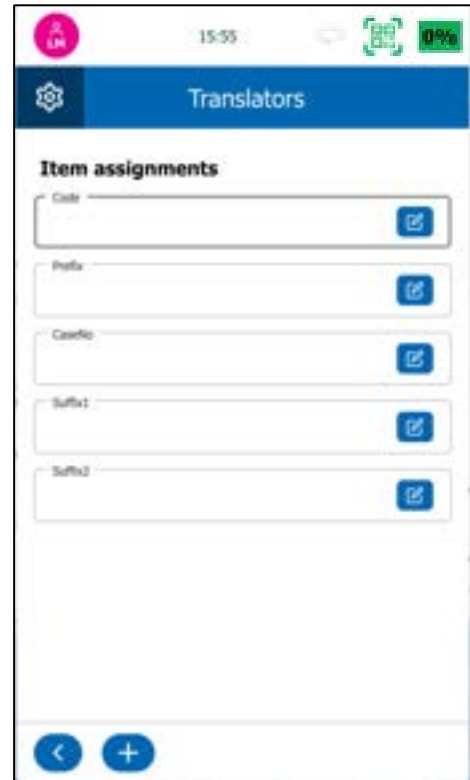 LM
15:55
0%
Translators
Item assignments
Code
Prefix
CaseNo
Suffix1
Suffix2